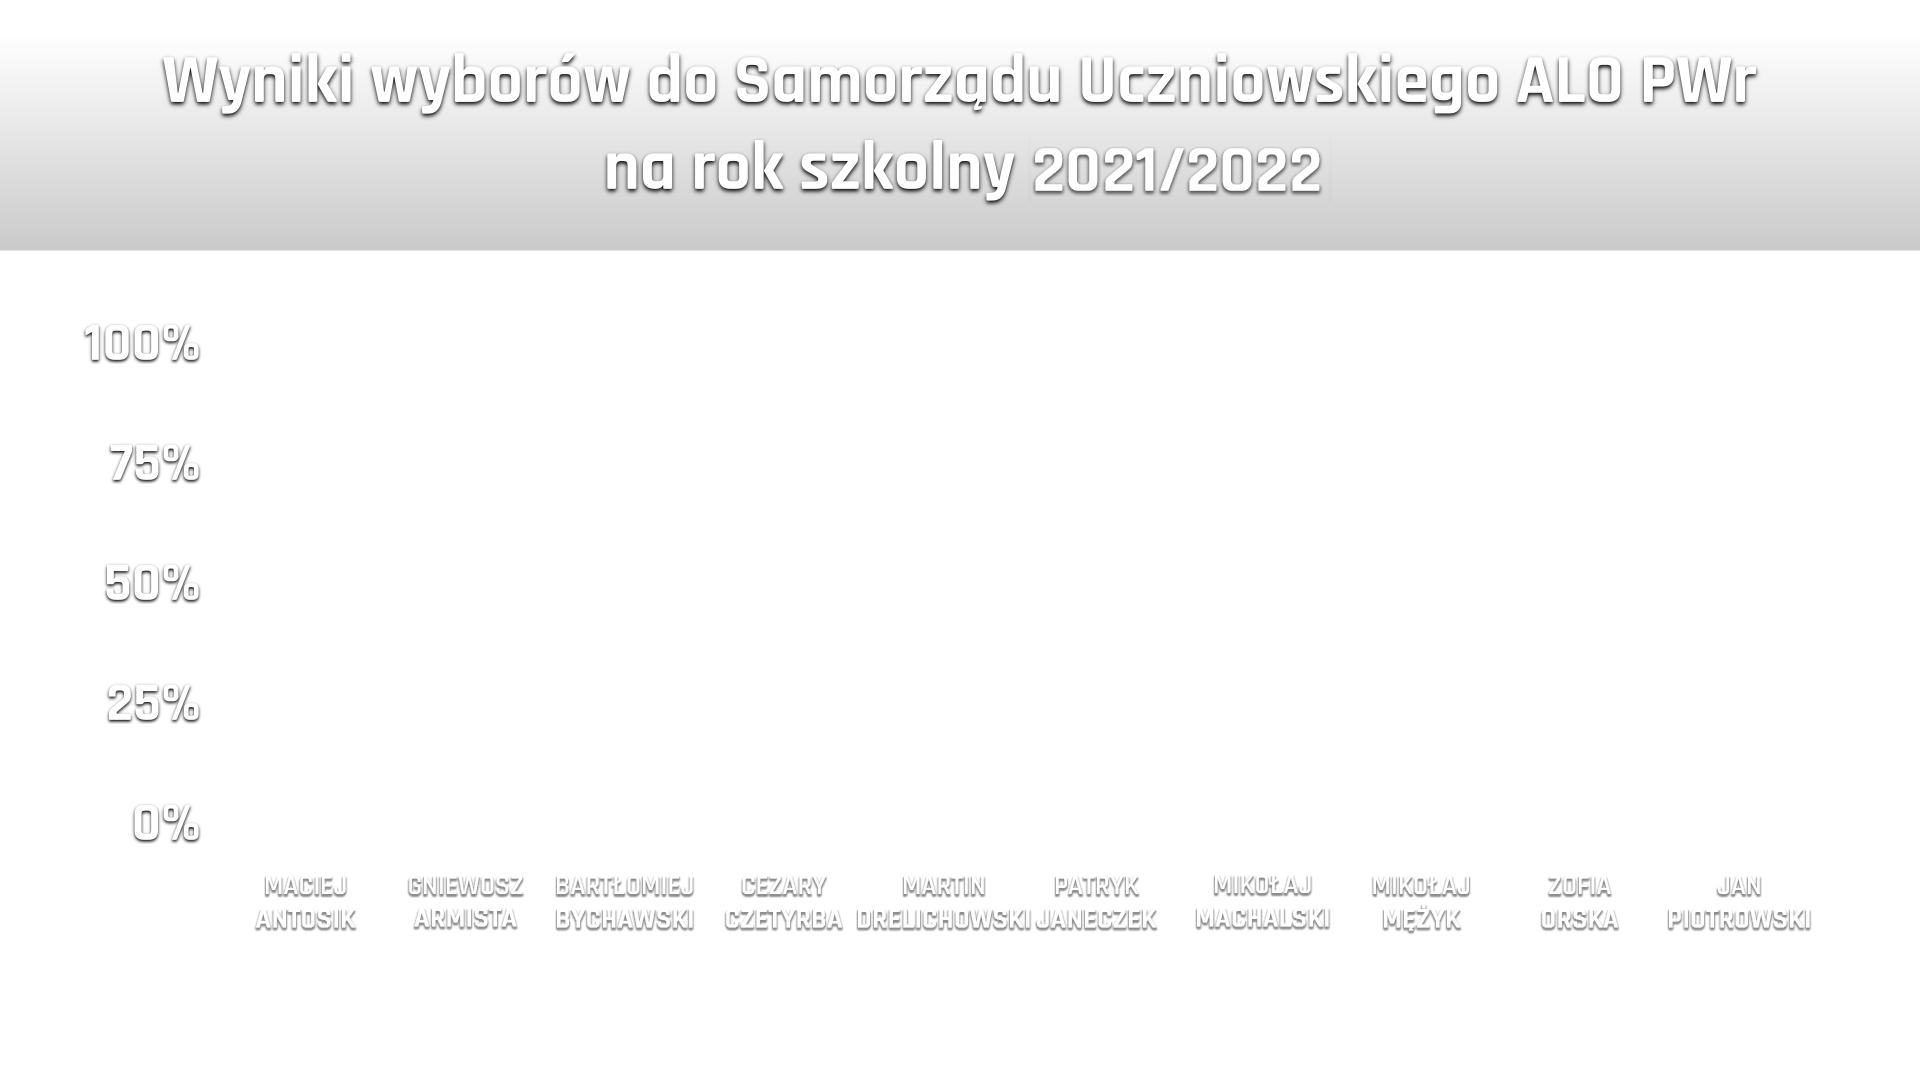 Wyniki wyborów do Samorządu Uczniowskiego ALO PWr
na rok szkolny 2021/2022
100%
75%
50%
25%
0%
MACIEJ ANTOSIK
GNIEWOSZ ARMISTA
BARTŁOMIEJ BYCHAWSKI
CEZARY CZETYRBA
MARTIN DRELICHOWSKI
PATRYK JANECZEK
MIKOŁAJ MACHALSKI
MIKOŁAJ MĘŻYK
ZOFIA ORSKA
JAN PIOTROWSKI